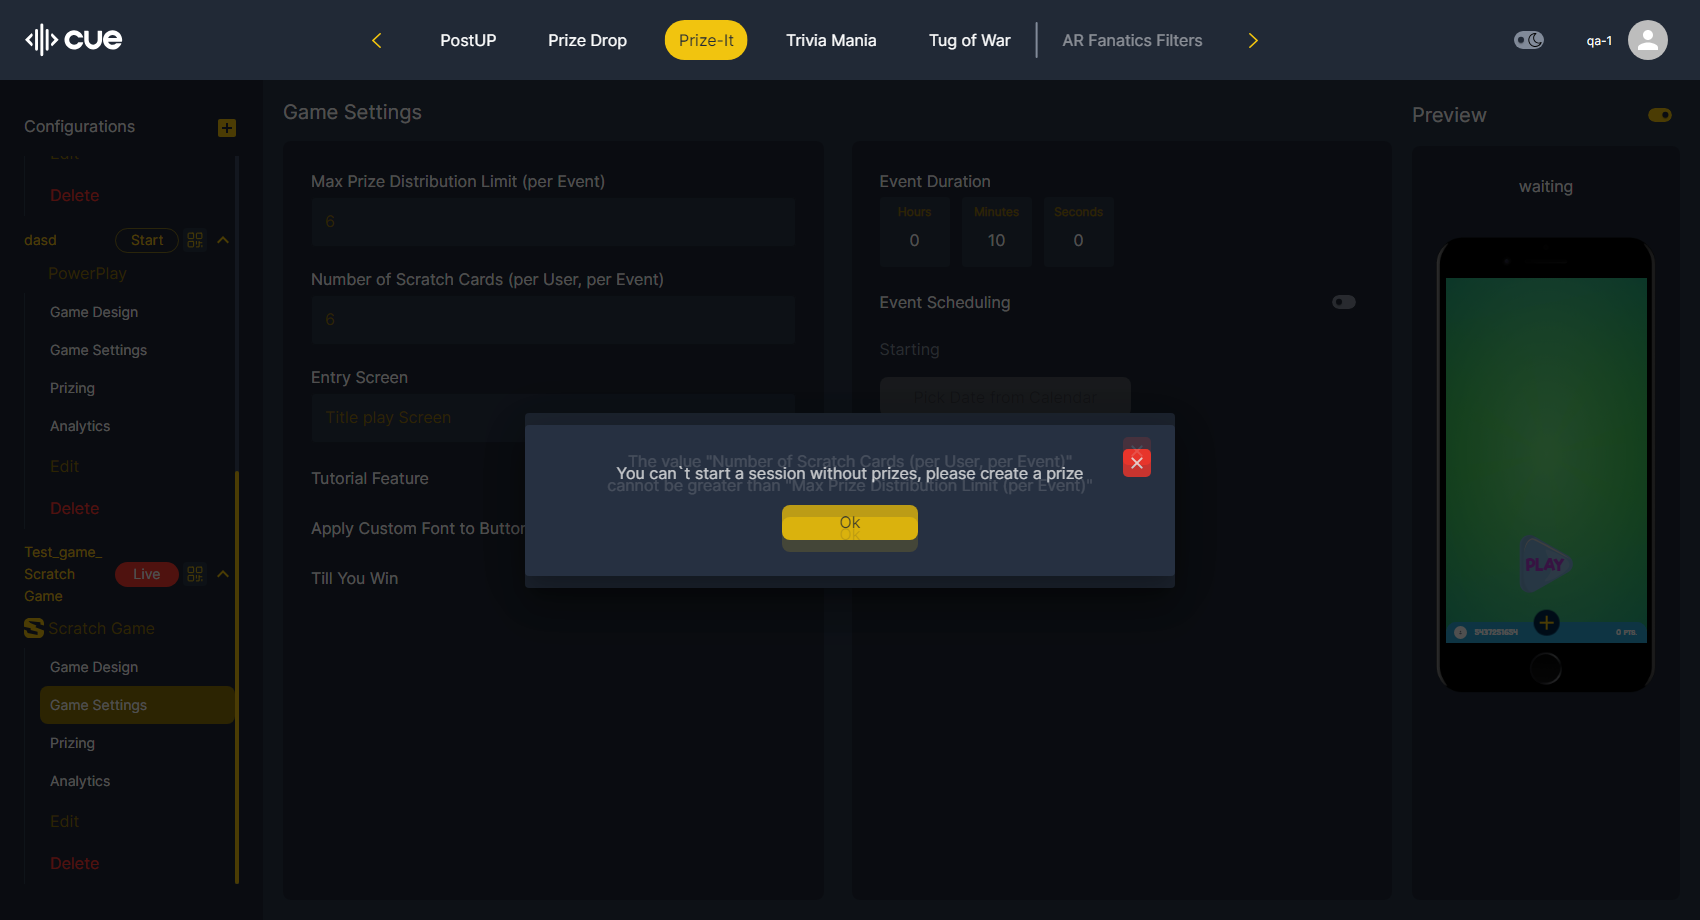 cue
PostUP
Prize Drop
Prize-It
Trivia Mania
Tug of War
AR Fanatics Filters
qa-1
Configurations
Edit
Delete
dasd
Start
PowerPlay
Game Design
Game Settings
Prizing
Analytics
Edit
Delete
Test_game_
Scratch
Game
Live
Scratch Game
Game Design
Game Settings
Prizing
Analytics
Edit
Delete
Game Settings
Max Prize Distribution Limit (per Event)
6
Number of Scratch Cards (per User, per Event)
6
Entry Screen
Title play Screen
Tutorial Feature
Apply Custom Font to Button
Till You Win
Event Duration
Hours
0
Minutes
10
Seconds
0
Event Scheduling
Starting
Pick Date from Calendar
The value "Number of Scratch Cards (per User, per Event)"
cannot be greater than "Max Prize Distribution Limit (per Event)"
Ok
You can`t start a session without prizes, please create a prize
Ok
Preview
waiting
PLAY
0 PTS.